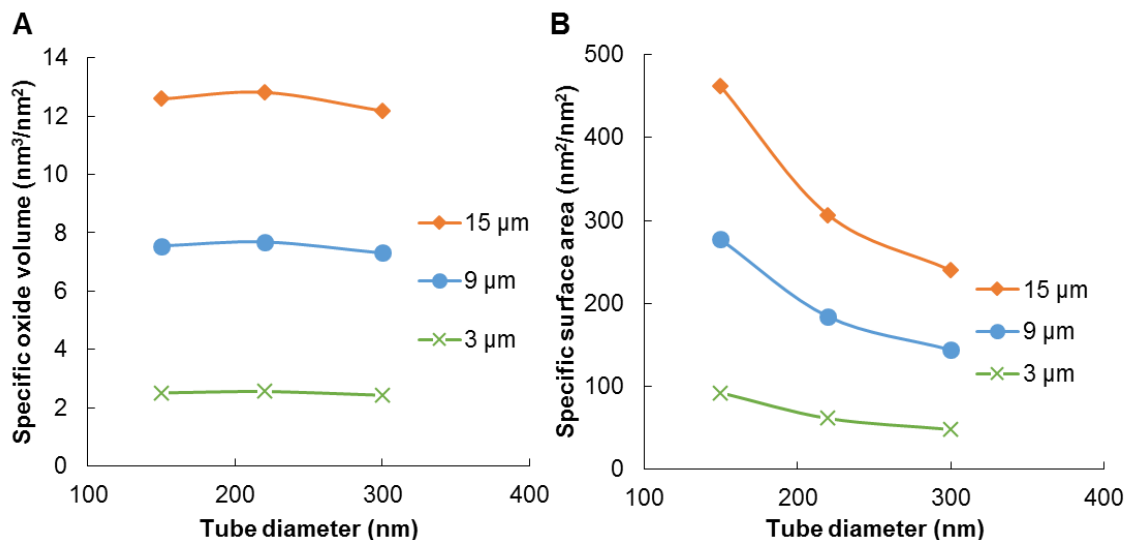 A
Specific oxide volume (nm³/nm²)
14
12
10
8
6
4
2
0
100
200
300
400
Tube diameter (nm)
15 µm
9 µm
3 µm
B
Specific surface area (nm²/nm²)
500
400
300
200
100
0
100
200
300
400
Tube diameter (nm)
15 µm
9 µm
3 µm